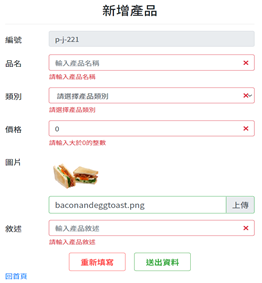 新增產品
編號
p-j-221
品名
輸入產品名稱
請輸入產品名稱
類別
請選擇產品類別
請選擇產品類別
價格
0
請輸入大於0的整數
圖片
baconandeggtoast.png
上傳
敘述
輸入產品敘述
請輸入產品敘述
重新填寫
送出資料
回首頁